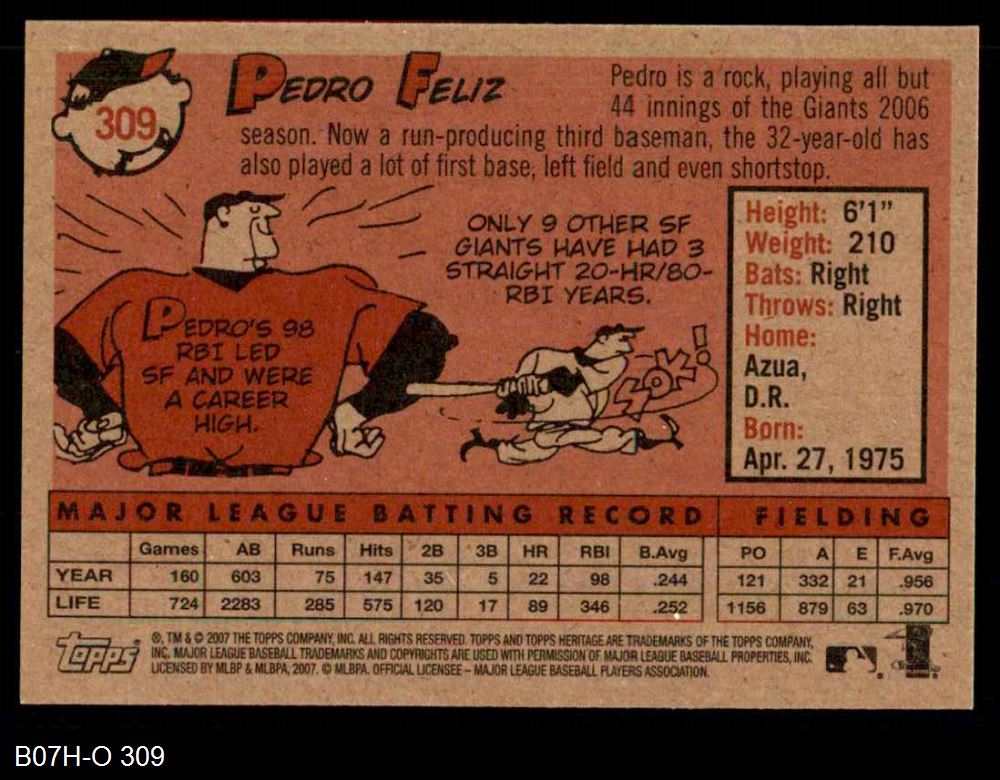 309
PEDRO FELIZ
Pedro is a rock, playing all but
44 innings of the Giants 2006
season. Now a run-producing third baseman, the 32-year-old has
also played a lot of first base, left field and even shortstop.
ONLY 9 OTHER SF
GIANTS HAVE HAD 3
STRAIGHT 20-HR/80-
RBI YEARS.
PEDRO'S 98
RBI LED
SF AND WERE
A CAREER
HIGH.
POW!
Height: 6'1"
Weight: 210
Bats: Right
Throws: Right
Home:
Azua,
D.R.
Born:
Apr. 27, 1975
MAJOR LEAGUE BATTING RECORD FIELDING
Games AB Runs Hits 2B 3B HR RBI B.Avg PO A E F.Avg
YEAR 160 603 75 147 35 5 22 98 .244 121 332 21 .956
LIFE 724 2283 285 575 120 17 89 346 .252 1156 879 63 .970
Topps
®, TM & © 2007 THE TOPPS COMPANY, INC. ALL RIGHTS RESERVED. TOPPS AND TOPPS HERITAGE ARE TRADEMARKS OF THE TOPPS COMPANY,
INC. MAJOR LEAGUE BASEBALL TRADEMARKS AND COPYRIGHTS ARE USED WITH PERMISSION OF MAJOR LEAGUE BASEBALL PROPERTIES, INC.
LICENSED BY MLBP & MLBPA, 2007. © MLBPA. OFFICIAL LICENSEE – MAJOR LEAGUE BASEBALL PLAYERS ASSOCIATION.
B07H-O 309